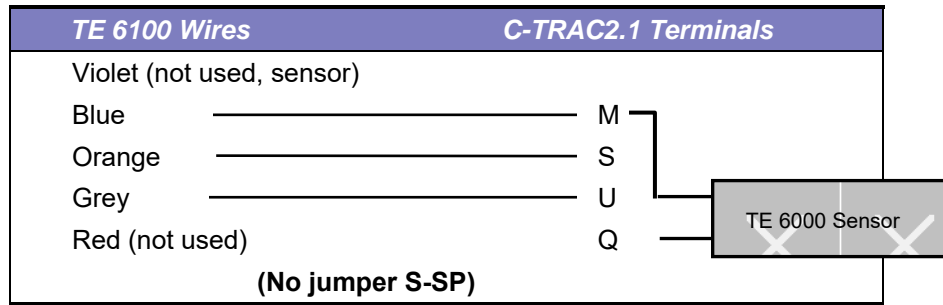 TE 6100 Wires C-TRAC2.1 Terminals
Violet (not used, sensor)
Blue M
Orange S
Grey U
TE 6000 Sensor
Red (not used) Q
(No jumper S-SP)